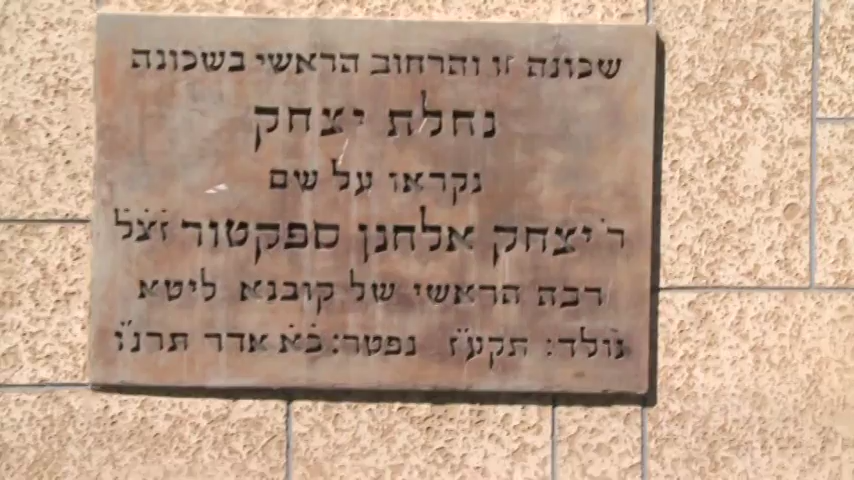 שכונה זו והרחוב הראשי בשכונה
נחלת יצחק
נקראו על שם
ר' יצחק אלחנן ספקטור זצ"ל
רבה הראשי של קובנא ליטא
נולד: תקע"ז נפטר: כ"א אדר תרנ"ו